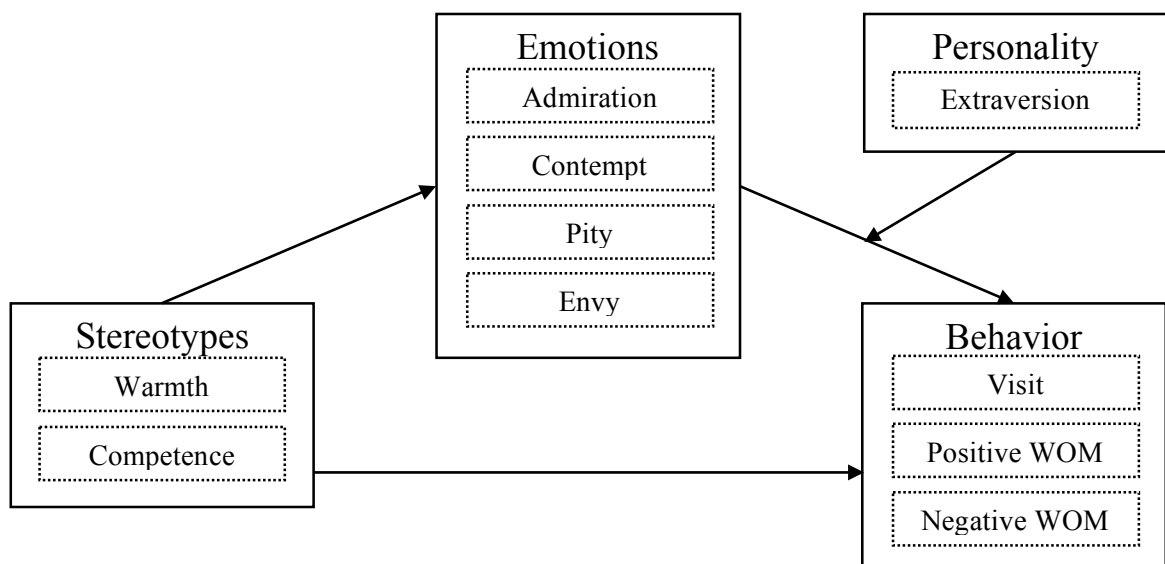 Emotions
Admiration
Contempt
Pity
Envy
Personality
Extraversion
Stereotypes
Warmth
Competence
Behavior
Visit
Positive WOM
Negative WOM